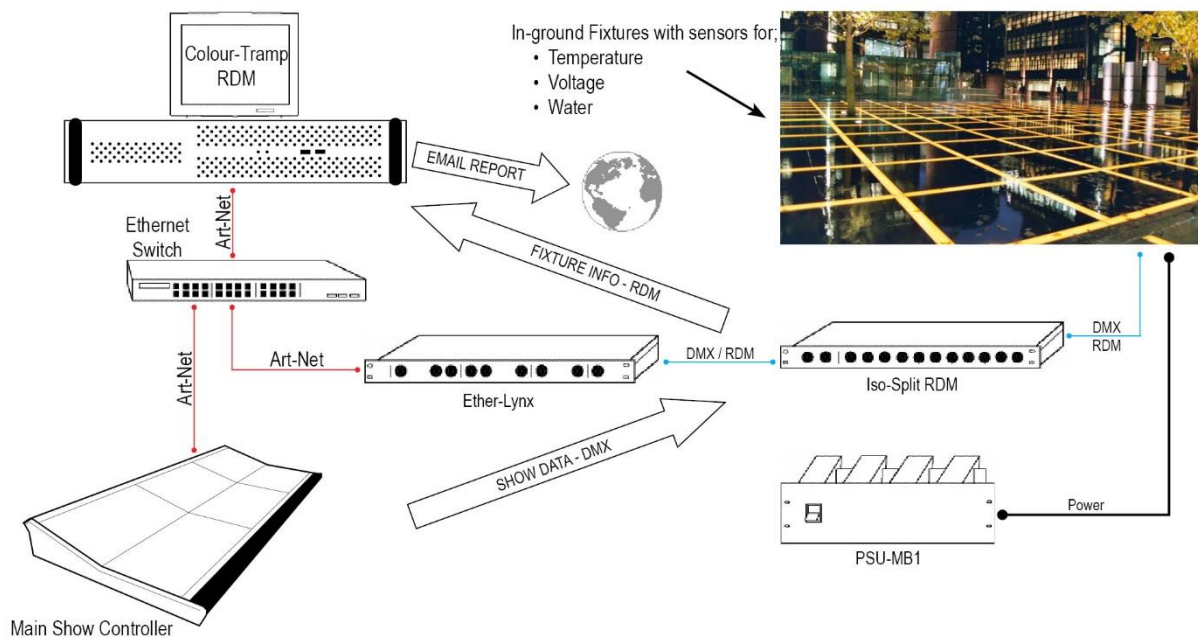 Colour-Tramp
RDM
In-ground Fixtures with sensors for;
• Temperature
• Voltage
• Water
EMAIL REPORT
Ethernet
Switch
Art-Net
FIXTURE INFO - RDM
Art-Net
Art-Net
DMX / RDM
DMX
RDM
Ether-Lynx
Iso-Split RDM
SHOW DATA - DMX
Power
PSU-MB1
Main Show Controller